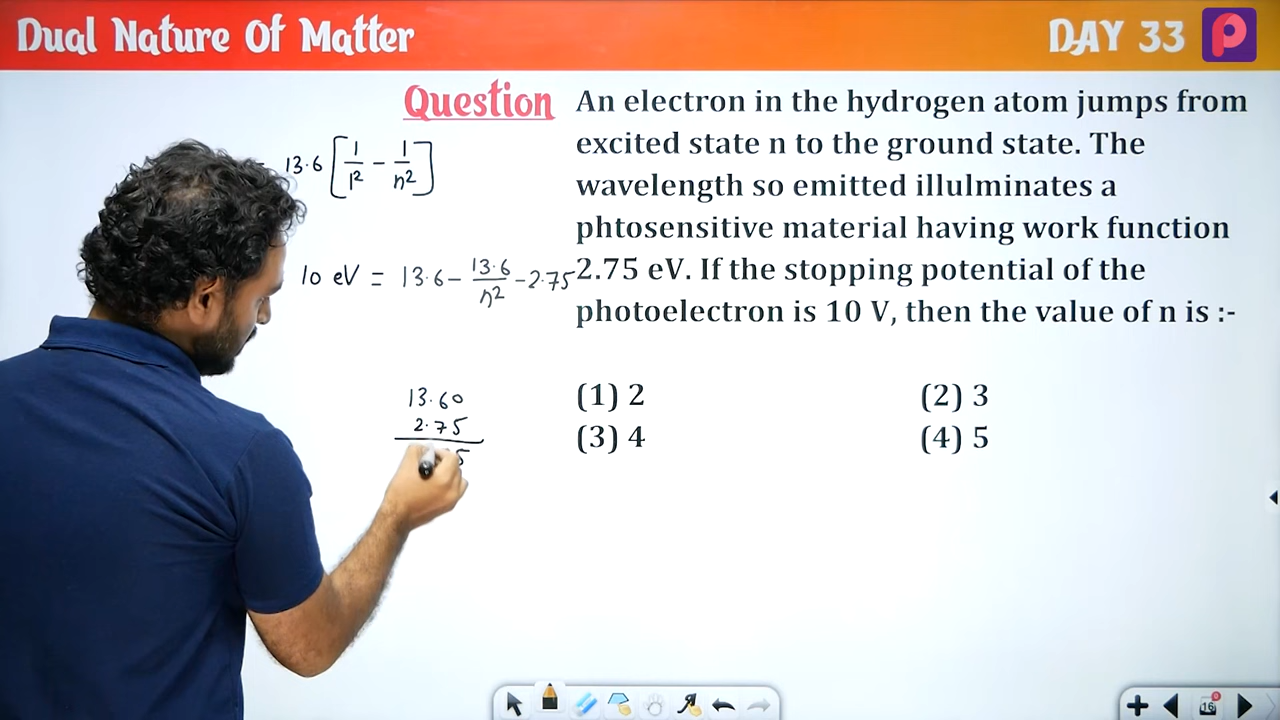 Dual Nature Of Matter
DAY 33
Question
An electron in the hydrogen atom jumps from
excited state n to the ground state. The
wavelength so emitted illulminates a
phtosensitive material having work function
2.75 eV. If the stopping potential of the
photoelectron is 10 V, then the value of n is :-
(1) 2
(2) 3
(3) 4
(4) 5
13.6 [1/1² - 1/n²]
10 eV = 13.6 - 13.6/n² - 2.75
13.60
2.75
5
16